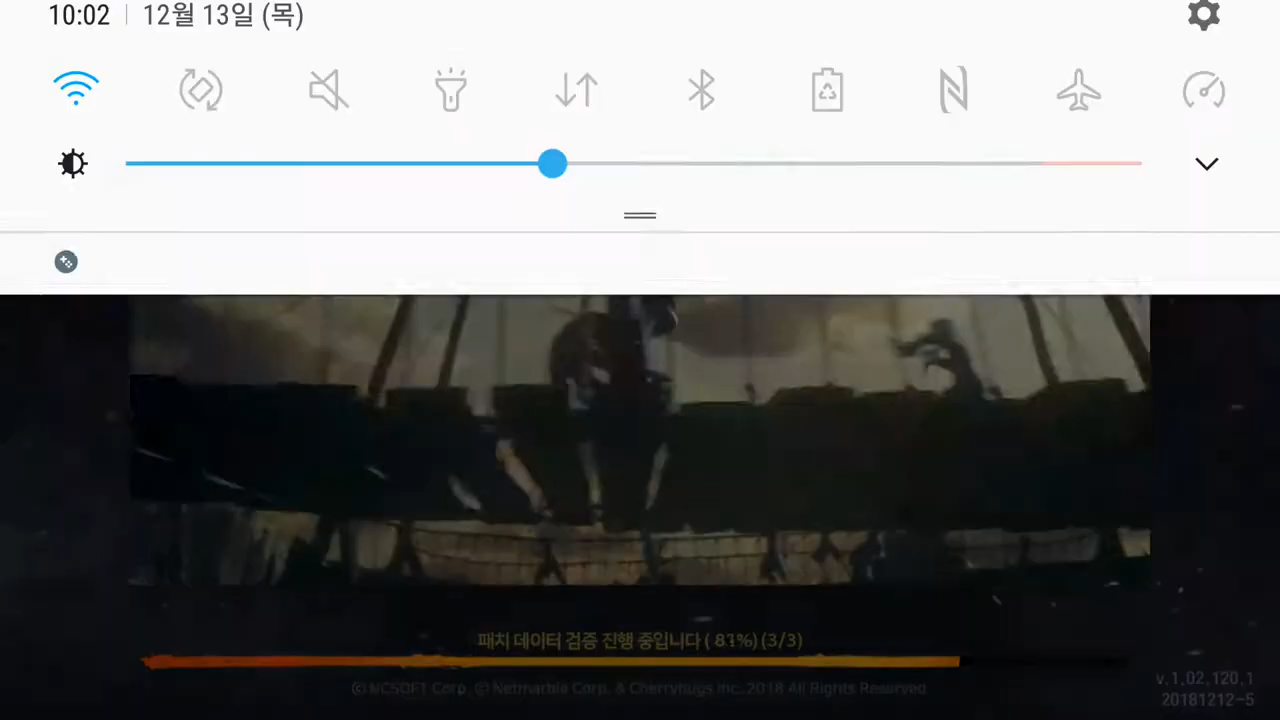 10:02 | 12월 13일 (목)
패치 데이터 검증 진행 중입니다 ( 81%) (3/3)
ⓒ NCSOFT Corp. ⓒ Netmarble Corp. & Cherrybugs Inc. 2018 All Rights Reserved
v.1.02.120.1
20181212-5